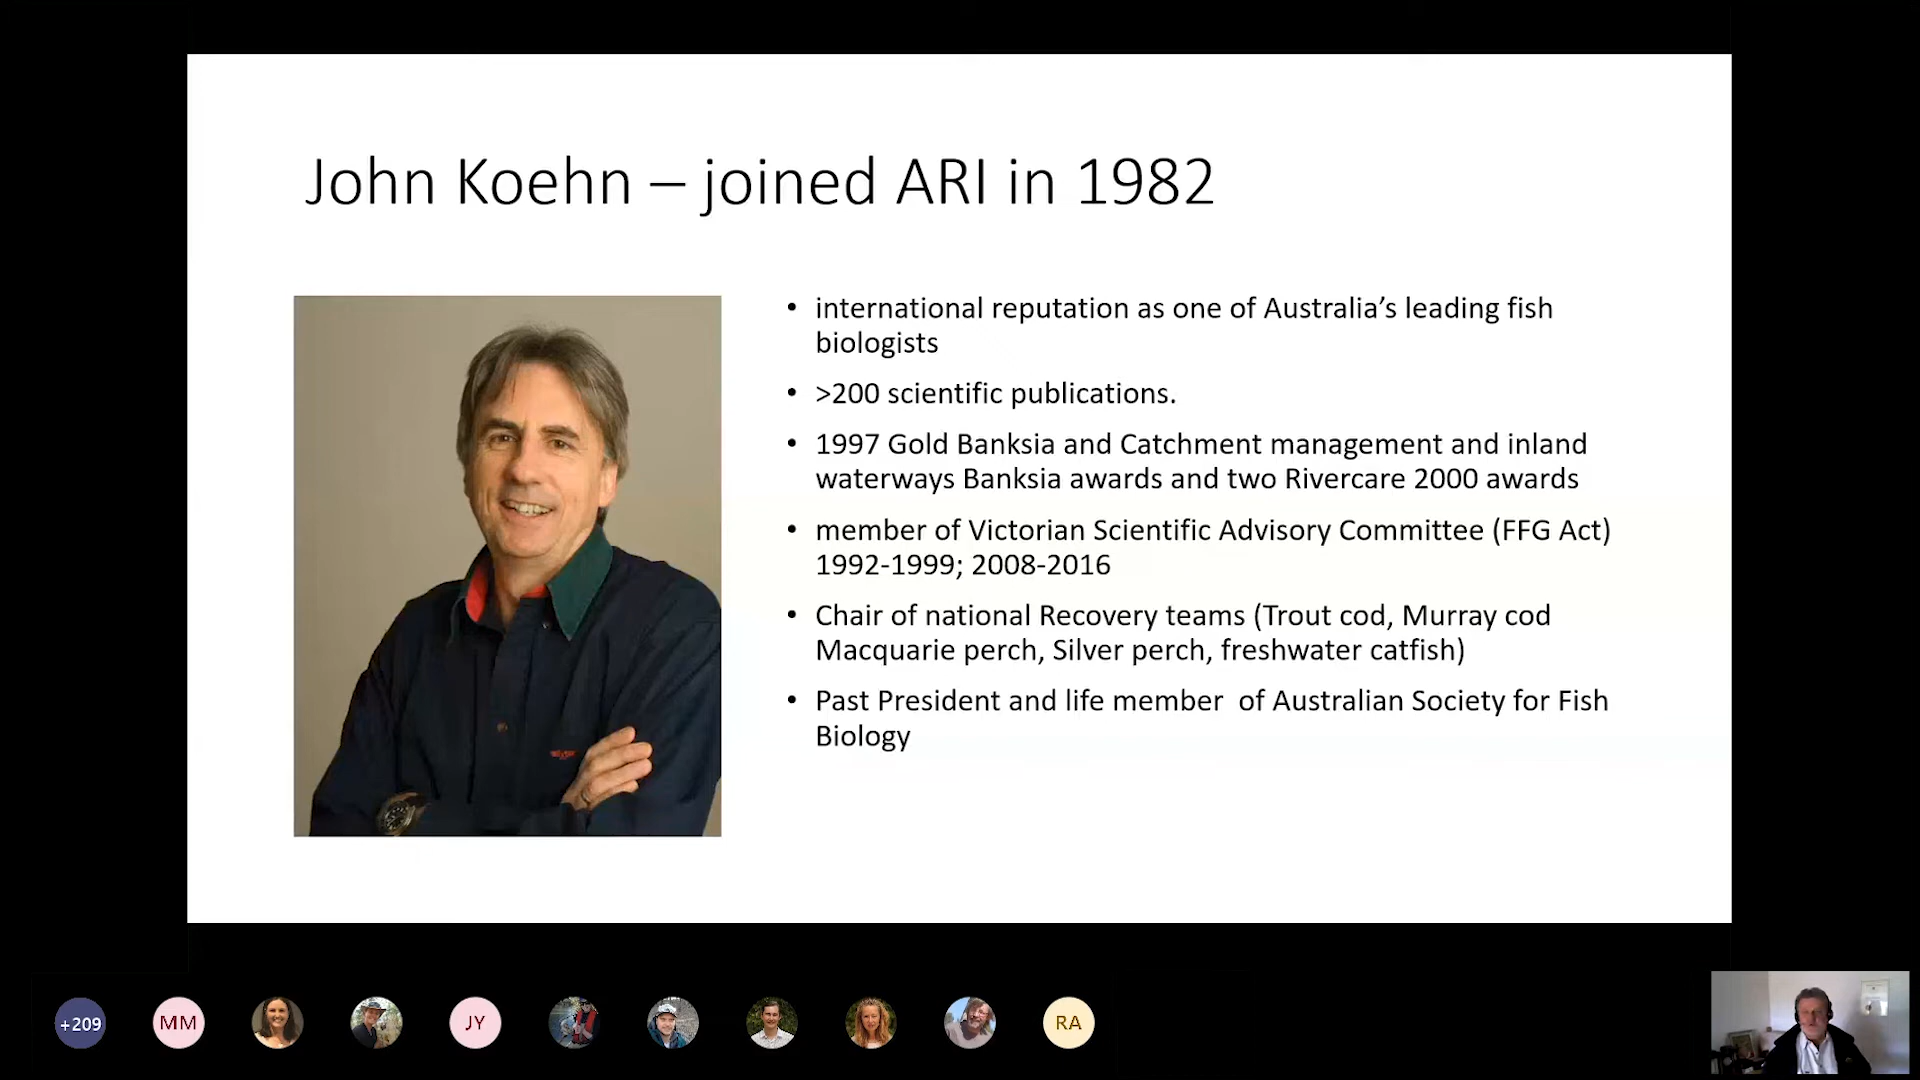 John Koehn – joined ARI in 1982
• international reputation as one of Australia’s leading fish
biologists
• >200 scientific publications.
• 1997 Gold Banksia and Catchment management and inland
waterways Banksia awards and two Rivercare 2000 awards
• member of Victorian Scientific Advisory Committee (FFG Act)
1992-1999; 2008-2016
• Chair of national Recovery teams (Trout cod, Murray cod
Macquarie perch, Silver perch, freshwater catfish)
• Past President and life member  of Australian Society for Fish
Biology
+209
MM
JY
RA